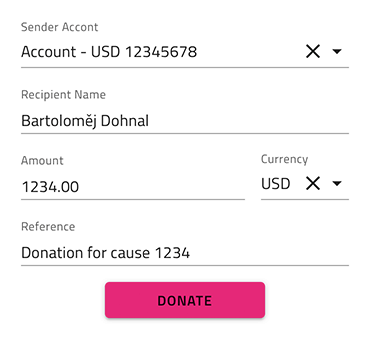 Sender Accont
Account - USD 12345678
Recipient Name
Bartoloměj Dohnal
Amount
1234.00
Currency
USD
Reference
Donation for cause 1234
DONATE